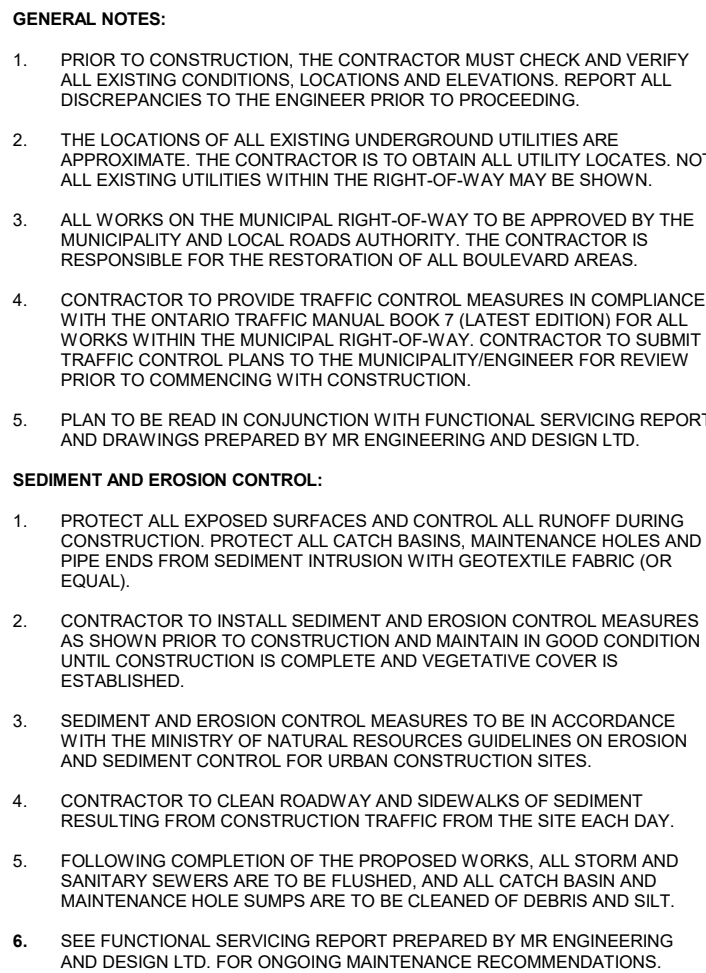 GENERAL NOTES:
1. PRIOR TO CONSTRUCTION, THE CONTRACTOR MUST CHECK AND VERIFY
ALL EXISTING CONDITIONS, LOCATIONS AND ELEVATIONS. REPORT ALL
DISCREPANCIES TO THE ENGINEER PRIOR TO PROCEEDING.
2. THE LOCATIONS OF ALL EXISTING UNDERGROUND UTILITIES ARE
APPROXIMATE. THE CONTRACTOR IS TO OBTAIN ALL UTILITY LOCATES. NOT
ALL EXISTING UTILITIES WITHIN THE RIGHT-OF-WAY MAY BE SHOWN.
3. ALL WORKS ON THE MUNICIPAL RIGHT-OF-WAY TO BE APPROVED BY THE
MUNICIPALITY AND LOCAL ROADS AUTHORITY. THE CONTRACTOR IS
RESPONSIBLE FOR THE RESTORATION OF ALL BOULEVARD AREAS.
4. CONTRACTOR TO PROVIDE TRAFFIC CONTROL MEASURES IN COMPLIANCE
WITH THE ONTARIO TRAFFIC MANUAL BOOK 7 (LATEST EDITION) FOR ALL
WORKS WITHIN THE MUNICIPAL RIGHT-OF-WAY. CONTRACTOR TO SUBMIT
TRAFFIC CONTROL PLANS TO THE MUNICIPALITY/ENGINEER FOR REVIEW
PRIOR TO COMMENCING WITH CONSTRUCTION.
5. PLAN TO BE READ IN CONJUNCTION WITH FUNCTIONAL SERVICING REPORT
AND DRAWINGS PREPARED BY MR ENGINEERING AND DESIGN LTD.
SEDIMENT AND EROSION CONTROL:
1. PROTECT ALL EXPOSED SURFACES AND CONTROL ALL RUNOFF DURING
CONSTRUCTION. PROTECT ALL CATCH BASINS, MAINTENANCE HOLES AND
PIPE ENDS FROM SEDIMENT INTRUSION WITH GEOTEXTILE FABRIC (OR
EQUAL).
2. CONTRACTOR TO INSTALL SEDIMENT AND EROSION CONTROL MEASURES
AS SHOWN PRIOR TO CONSTRUCTION AND MAINTAIN IN GOOD CONDITION
UNTIL CONSTRUCTION IS COMPLETE AND VEGETATIVE COVER IS
ESTABLISHED.
3. SEDIMENT AND EROSION CONTROL MEASURES TO BE IN ACCORDANCE
WITH THE MINISTRY OF NATURAL RESOURCES GUIDELINES ON EROSION
AND SEDIMENT CONTROL FOR URBAN CONSTRUCTION SITES.
4. CONTRACTOR TO CLEAN ROADWAY AND SIDEWALKS OF SEDIMENT
RESULTING FROM CONSTRUCTION TRAFFIC FROM THE SITE EACH DAY.
5. FOLLOWING COMPLETION OF THE PROPOSED WORKS, ALL STORM AND
SANITARY SEWERS ARE TO BE FLUSHED, AND ALL CATCH BASIN AND
MAINTENANCE HOLE SUMPS ARE TO BE CLEANED OF DEBRIS AND SILT.
6. SEE FUNCTIONAL SERVICING REPORT PREPARED BY MR ENGINEERING
AND DESIGN LTD. FOR ONGOING MAINTENANCE RECOMMENDATIONS.